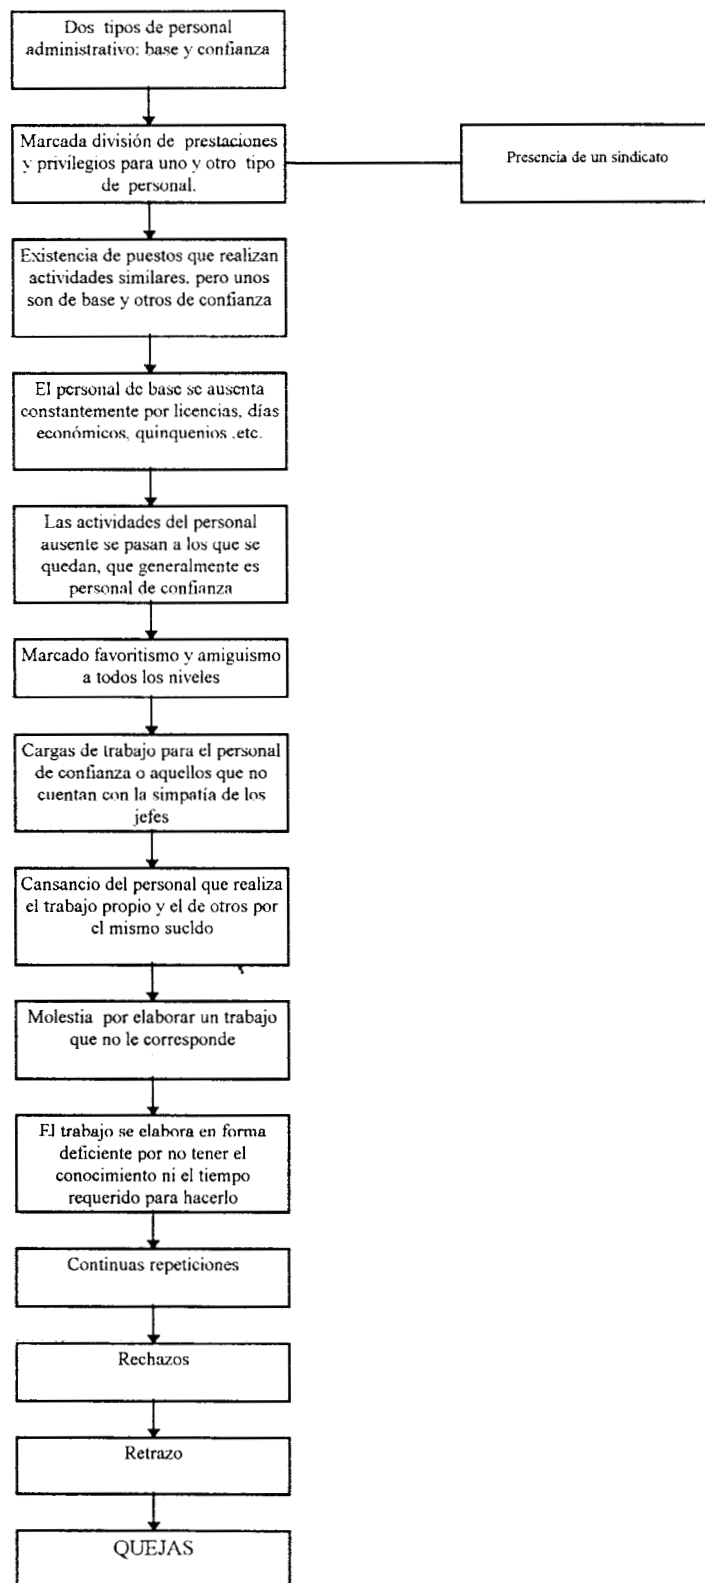 Dos tipos de personal
administrativo: base y confianza
Marcada división de prestaciones
y privilegios para uno y otro tipo
de personal.
Presencia de un sindicato
Existencia de puestos que realizan
actividades similares, pero unos
son de base y otros de confianza
El personal de base se ausenta
constantemente por licencias, días
económicos, quinquenios .etc.
Las actividades del personal
ausente se pasan a los que se
quedan, que generalmente es
personal de confianza
Marcado favoritismo y amiguismo
a todos los niveles
Cargas de trabajo para el personal
de confianza o aquellos que no
cuentan con la simpatía de los
jefes
Cansancio del personal que realiza
el trabajo propio y el de otros por
el mismo sueldo
Molestia por elaborar un trabajo
que no le corresponde
El trabajo se elabora en forma
deficiente por no tener el
conocimiento ni el tiempo
requerido para hacerlo
Continuas repeticiones
Rechazos
Retrazo
QUEJAS